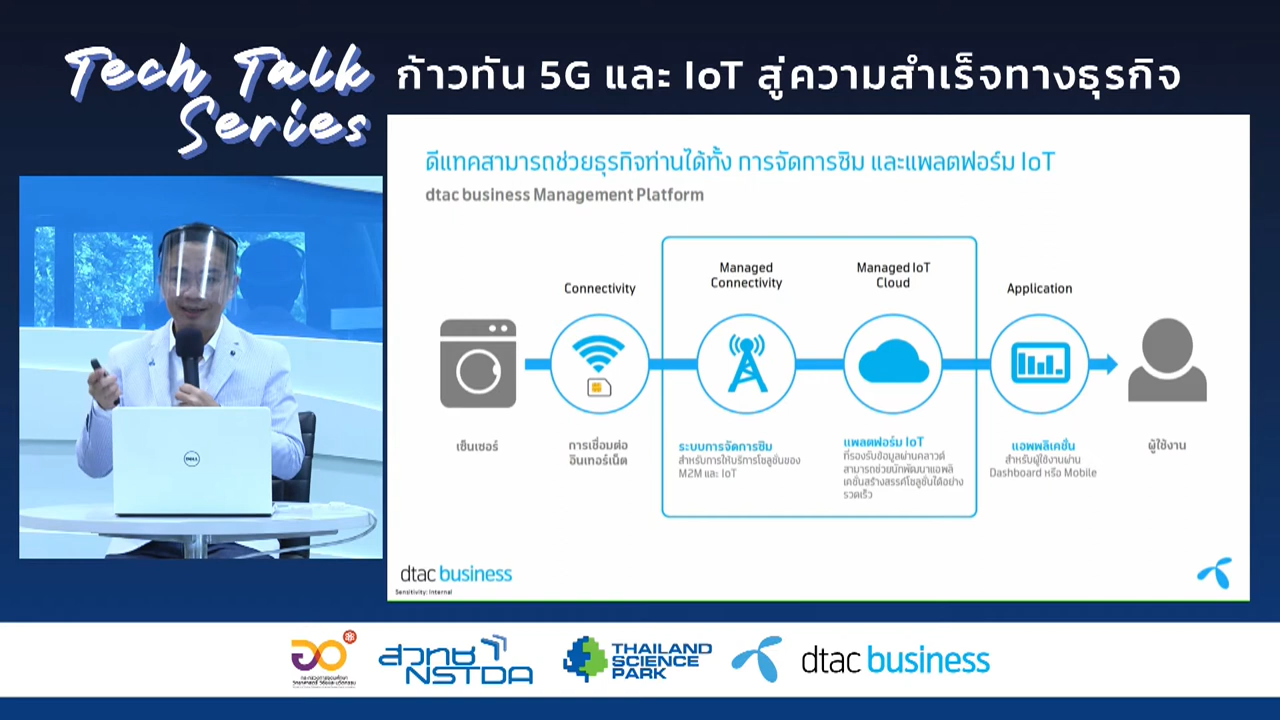 Tech Talk
Series
ก้าวทัน 5G และ IoT สู่ความสำเร็จทางธุรกิจ
ดีแทคสามารถช่วยธุรกิจท่านได้ทั้ง การจัดการซิม และแพลตฟอร์ม IoT
dtac business Management Platform
Connectivity
Managed
Connectivity
Managed IoT
Cloud
Application
เซ็นเซอร์
การเชื่อมต่อ
อินเทอร์เน็ต
ระบบการจัดการซิม
สำหรับการให้บริการโซลูชั่นของ
M2M และ IoT
แพลตฟอร์ม IoT
ที่รองรับข้อมูลผ่านคลาวด์
สามารถช่วยนักพัฒนาแอพลิ
เคชั่นสร้างสรรค์โซลูชั่นได้อย่าง
รวดเร็ว
แอพพลิเคชั่น
สำหรับผู้ใช้งานผ่าน
Dashboard หรือ Mobile
ผู้ใช้งาน
dtac business
Sensitivity: Internal
DELL
สวทช
NSTDA
THAILAND
SCIENCE
PARK
dtac business